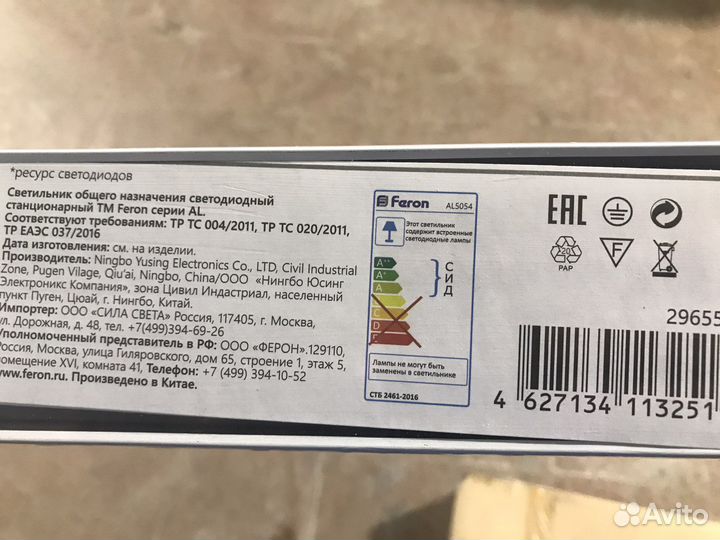 *ресурс светодиодов
Светильник общего назначения светодиодный
станционарный ТМ Feron серии AL.
Соответствуют требованиям: ТР ТС 004/2011, ТР ТС 020/2011,
ТР ЕАЭС 037/2016
Дата изготовления: см. на изделии.
Производитель: Ningbo Yusing Electronics Co., LTD, Civil Industrial
Zone, Pugen Vilage, Qiu'ai, Ningbo, China/ООО «Нингбо Юсинг
Электроникс Компания», зона Цивил Индастриал, населенный
пункт Пуген, Цюай, г. Нингбо, Китай.
Импортер: ООО «СИЛА СВЕТА» Россия, 117405, г. Москва,
ул. Дорожная, д. 48, тел. +7(499)394-69-26
Уполномоченный представитель в РФ: ООО «ФЕРОН».129110,
Россия, Москва, улица Гиляровского, дом 65, строение 1, этаж 5,
помещение XVI, комната 41, Телефон: +7 (499) 394-10-52
www.feron.ru. Произведено в Китае.
Feron AL5054
Этот светильник
содержит встроенные
светодиодные лампы
A++
A+
A
B
C
D
E
СИД
Лампы не могут быть
заменены в светильнике
СТБ 2461-2016
EAC
20
PAP
F
29655
4 627134 113251
Avito